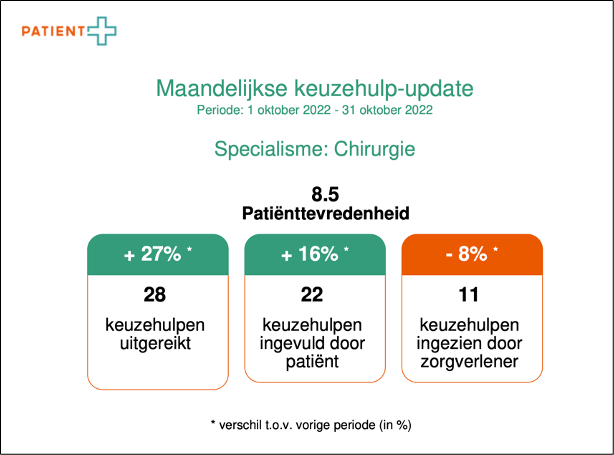 PATIENT
Maandelijkse keuzehulp-update
Periode: 1 oktober 2022 - 31 oktober 2022
Specialisme: Chirurgie
8.5
Patiënttevredenheid
+ 27% *
28
keuzehulpen
uitgereikt
+ 16% *
22
keuzehulpen
ingevuld door
patiënt
- 8% *
11
keuzehulpen
ingezien door
zorgverlener
* verschil t.o.v. vorige periode (in %)